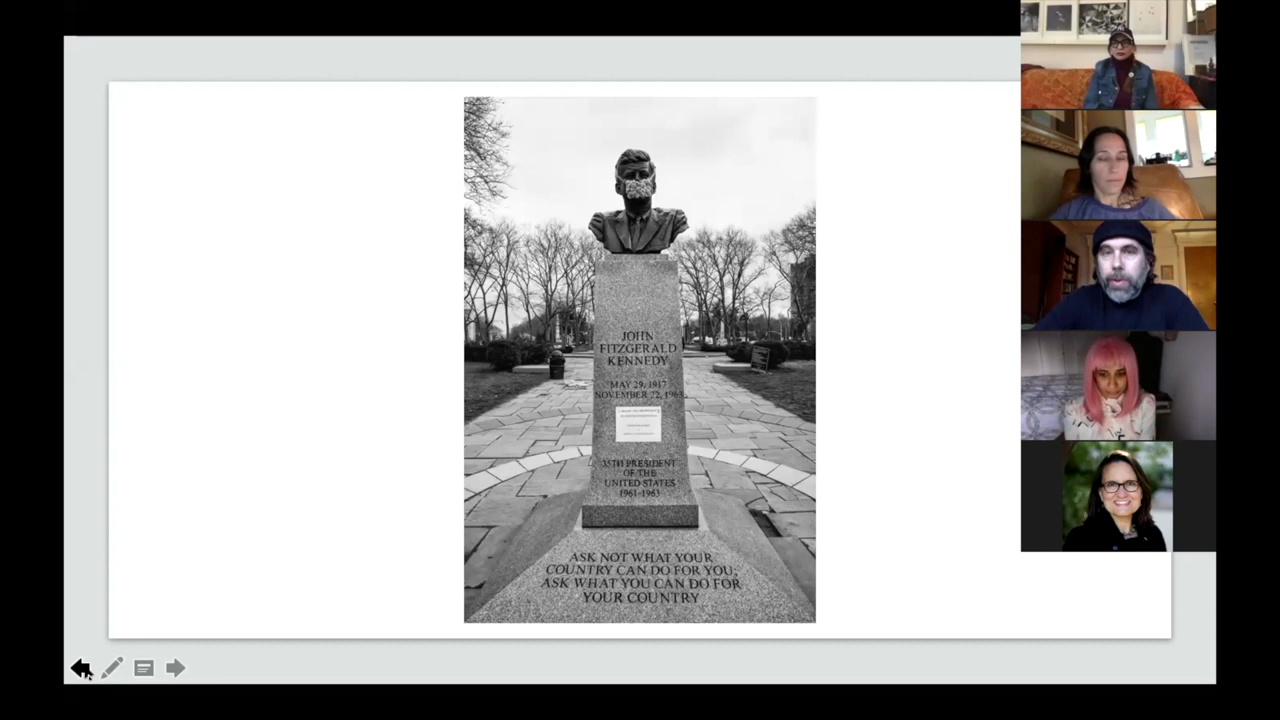 JOHN
FITZGERALD
KENNEDY
MAY 29, 1917
NOVEMBER 22, 1963
35TH PRESIDENT
OF THE
UNITED STATES
1961-1963
ASK NOT WHAT YOUR
COUNTRY CAN DO FOR YOU;
ASK WHAT YOU CAN DO FOR
YOUR COUNTRY